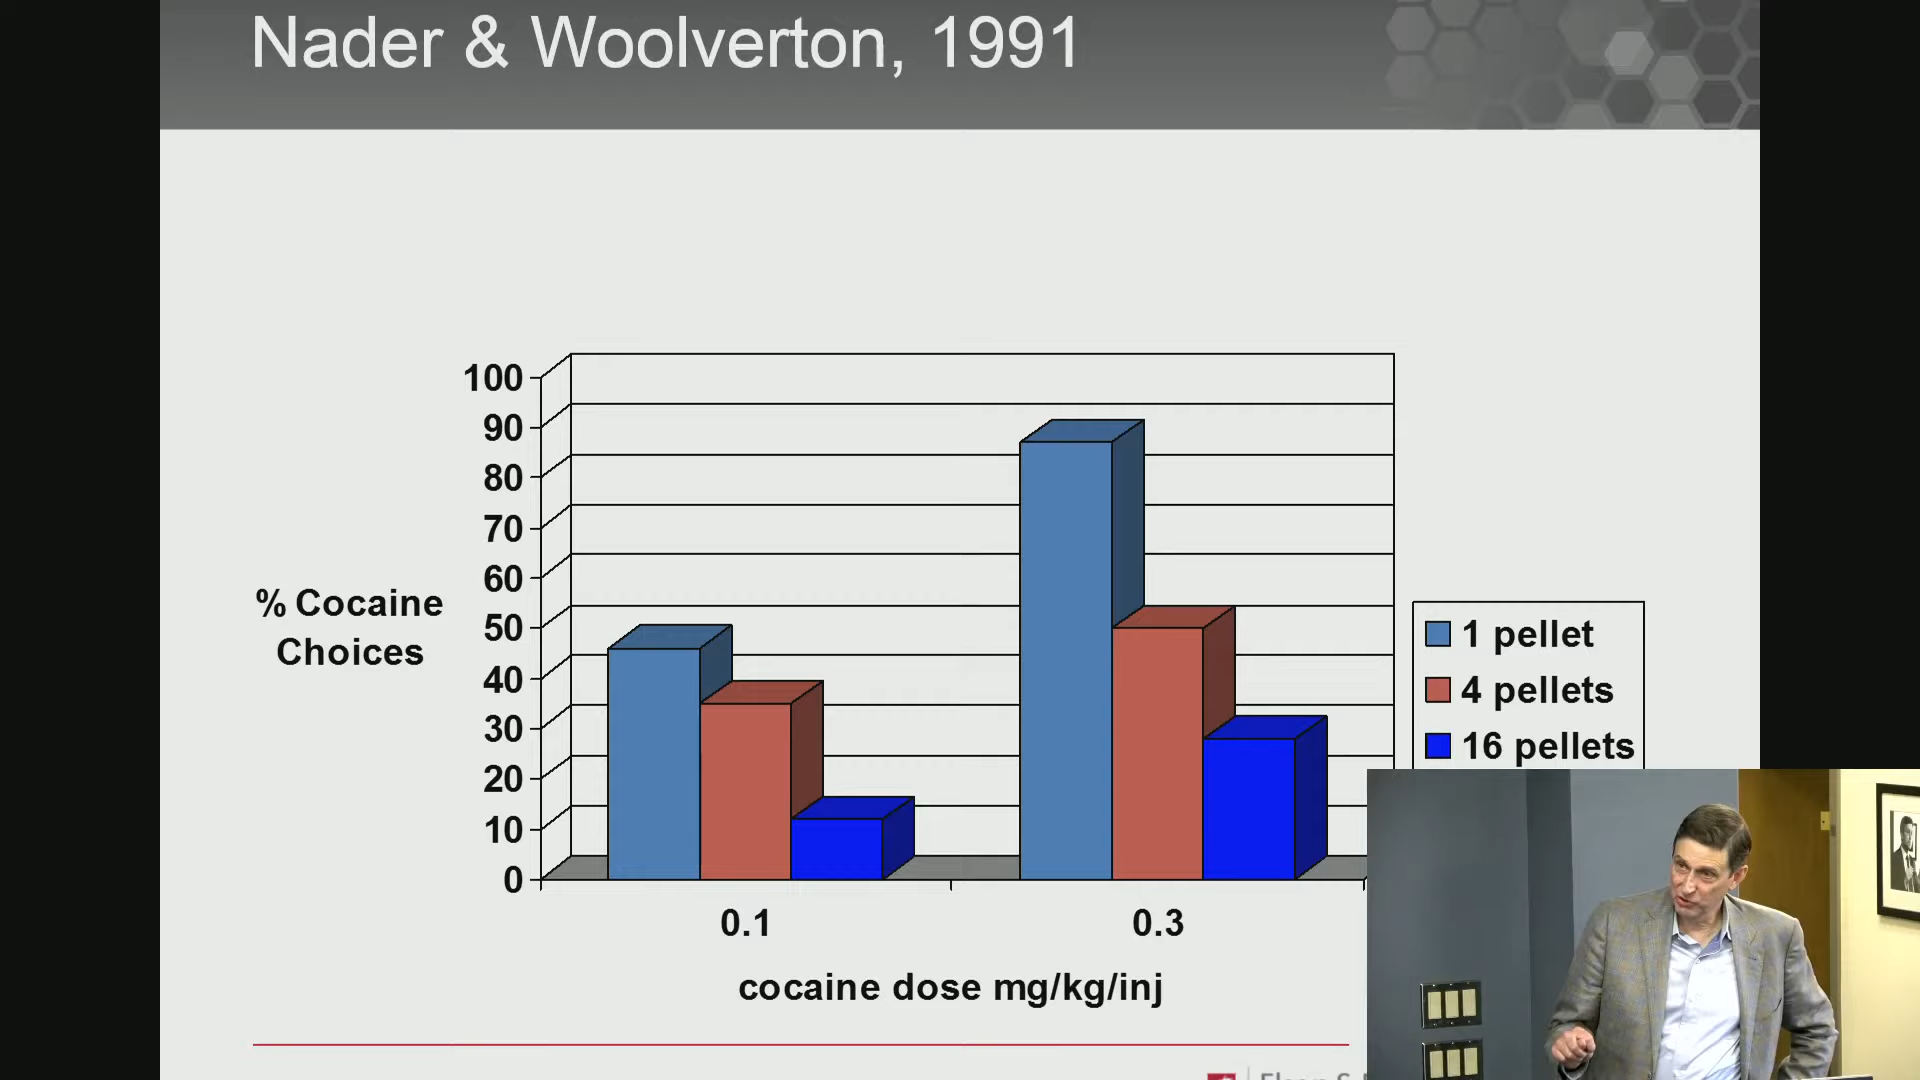 Nader & Woolverton, 1991
100
90
80
70
60
50
40
30
20
10
0
% Cocaine
Choices
0.1
0.3
cocaine dose mg/kg/inj
1 pellet
4 pellets
16 pellets